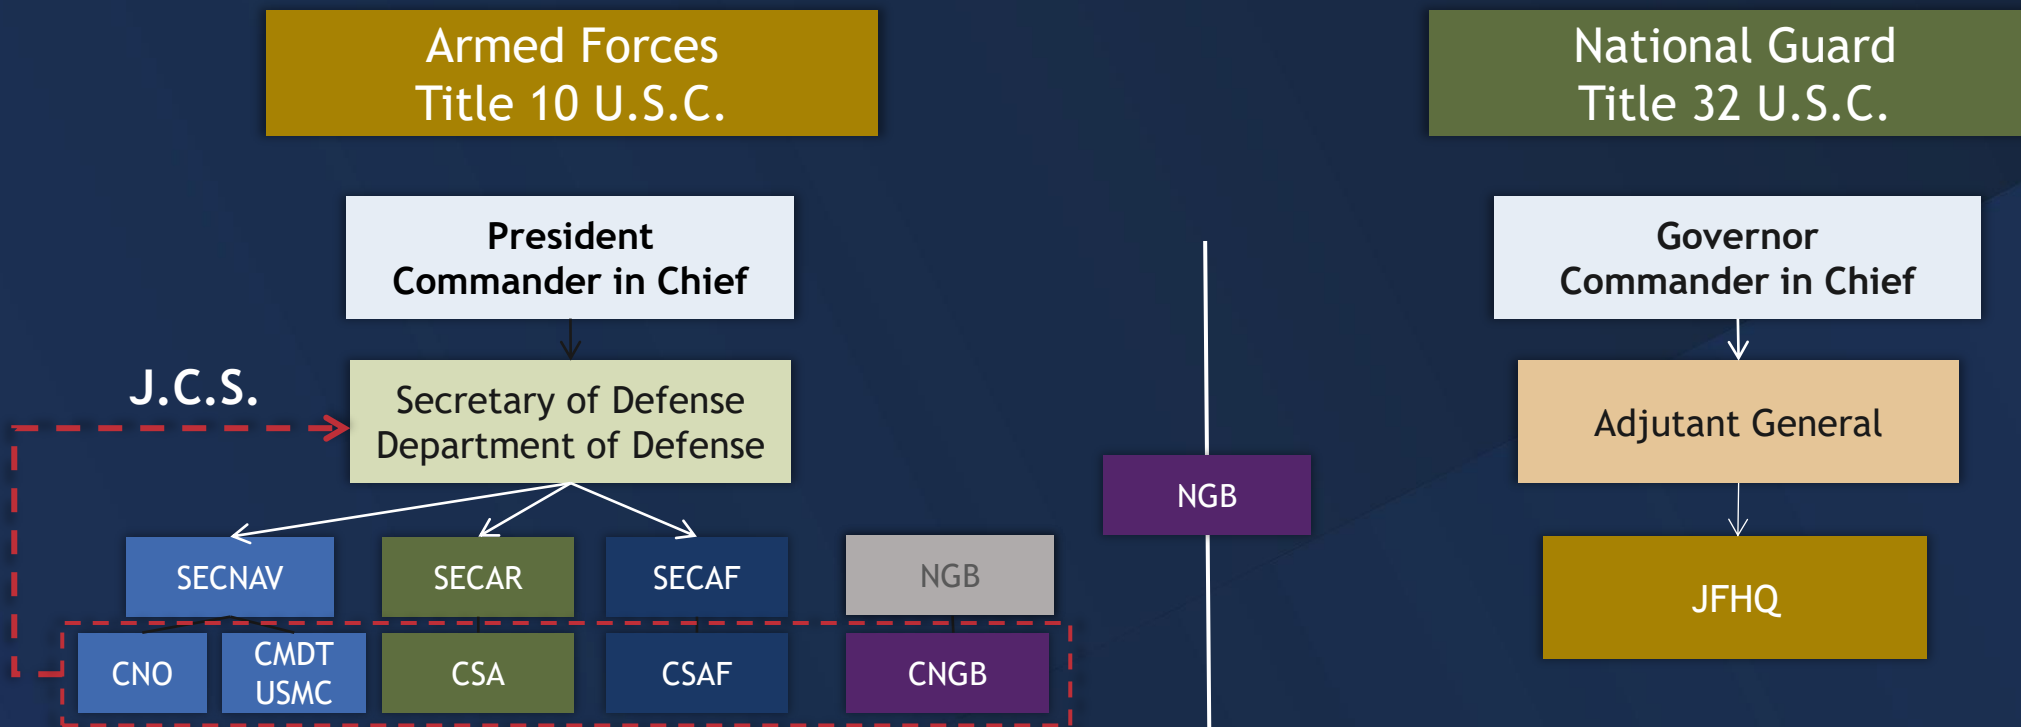 Armed Forces
Title 10 U.S.C.
National Guard
Title 32 U.S.C.
President
Commander in Chief
Governor
Commander in Chief
J.C.S.
Secretary of Defense
Department of Defense
Adjutant General
NGB
SECNAV
SECAR
SECAF
NGB
JFHQ
CNO
CMDT
USMC
CSA
CSAF
CNGB